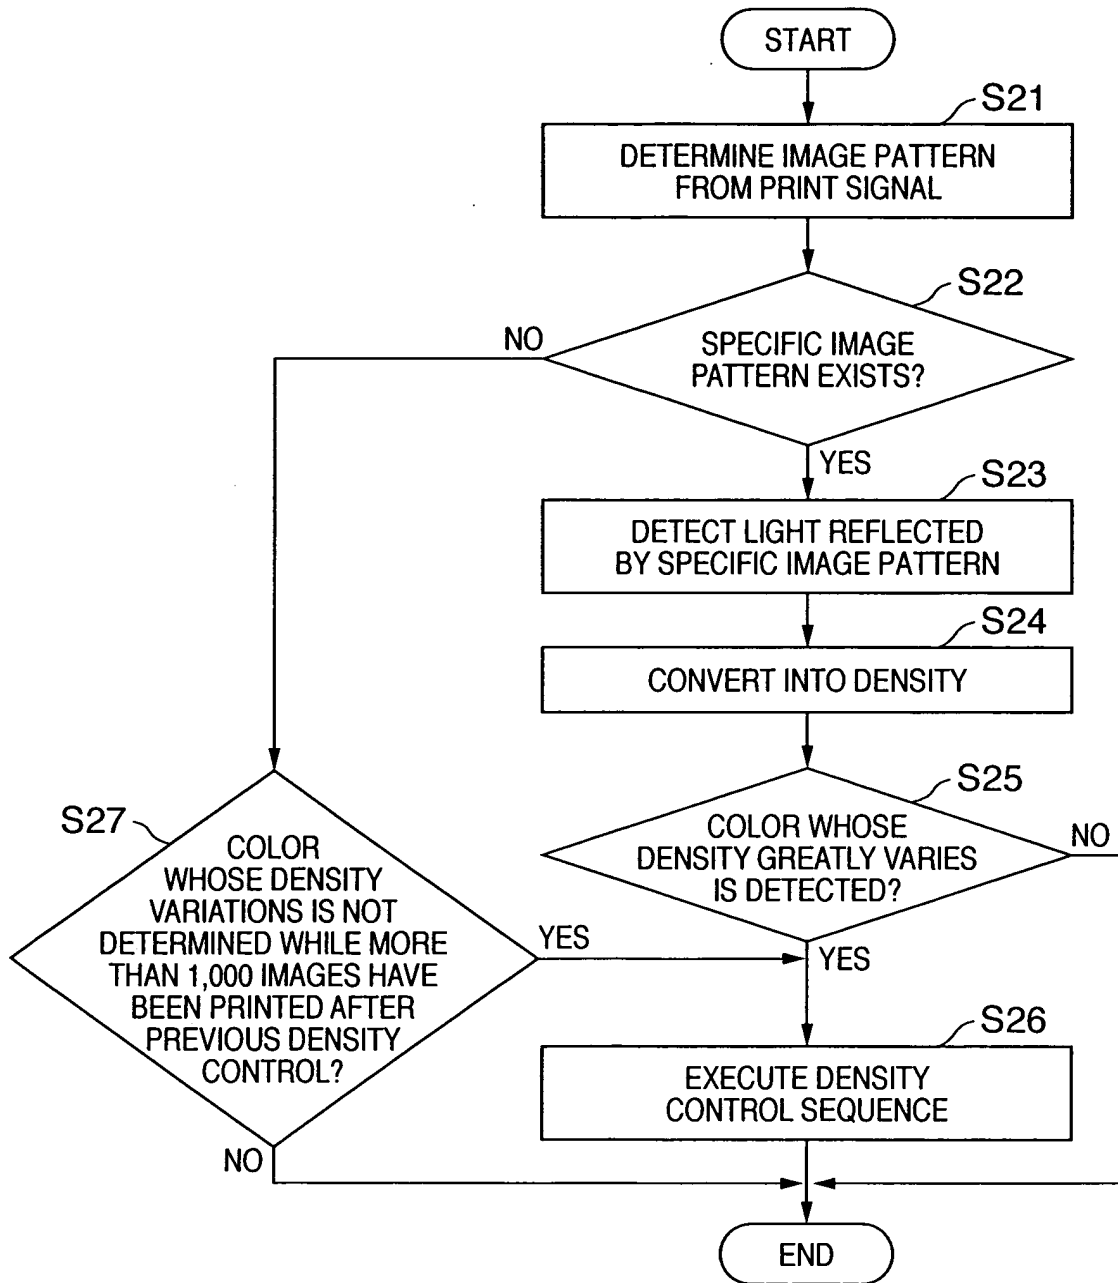 START
S21
DETERMINE IMAGE PATTERN
FROM PRINT SIGNAL
S22
NO
SPECIFIC IMAGE
PATTERN EXISTS?
YES
S23
DETECT LIGHT REFLECTED
BY SPECIFIC IMAGE PATTERN
S24
CONVERT INTO DENSITY
S25
COLOR WHOSE
DENSITY GREATLY VARIES
IS DETECTED?
NO
YES
S27
COLOR
WHOSE DENSITY
VARIATIONS IS NOT
DETERMINED WHILE MORE
THAN 1,000 IMAGES HAVE
BEEN PRINTED AFTER
PREVIOUS DENSITY
CONTROL?
YES
NO
S26
EXECUTE DENSITY
CONTROL SEQUENCE
END